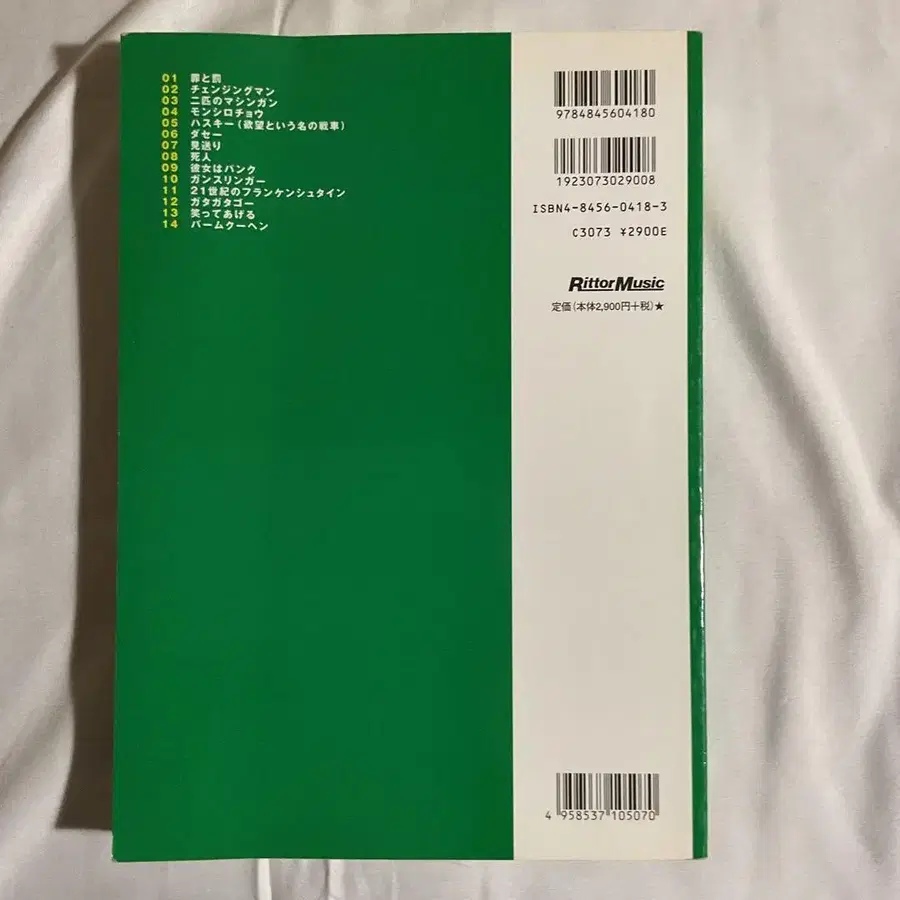 01 罪と罰
02 チェンジングマン
03 二匹のマシンガン
04 モンシロチョウ
05 ハスキー(欲望という名の戦車)
06 ダセー
07 見送り
08 死人
09 彼女はパンク
10 ガンスリンガー
11 21世紀のフランケンシュタイン
12 ガタガタゴー
13 笑ってあげる
14 バームクーヘン
9784845604180
1923073029008
ISBN4-8456-0418-3
C3073 ¥2900E
RittorMusic
定価(本体2,900円+税)★
4 958537 105070